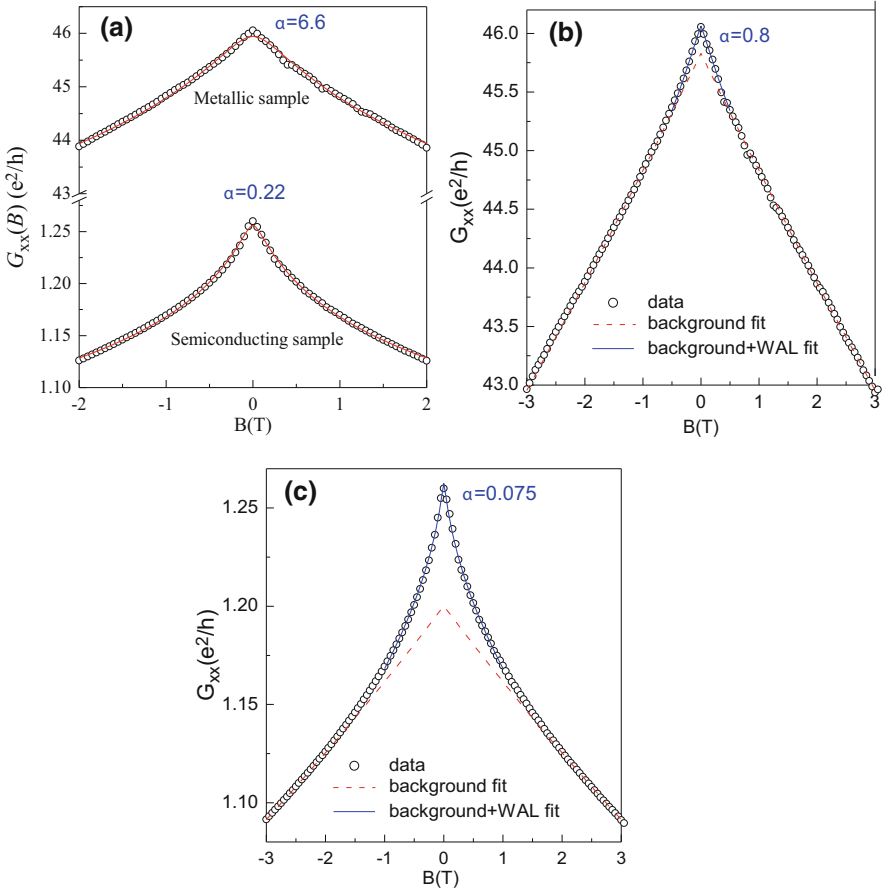 (a)
α=6.6
Metallic sample
α=0.22
Semiconducting sample
46
45
44
43
1.25
1.20
1.15
1.10
Gxx(B) (e²/h)
-2 -1 0 1 2
B(T)
(b)
α=0.8
46.0
45.5
45.0
44.5
44.0
43.5
43.0
Gxx(e²/h)
data
background fit
background+WAL fit
-3 -2 -1 0 1 2 3
B(T)
(c)
α=0.075
1.25
1.20
1.15
1.10
Gxx(e²/h)
data
background fit
background+WAL fit
-3 -2 -1 0 1 2 3
B(T)